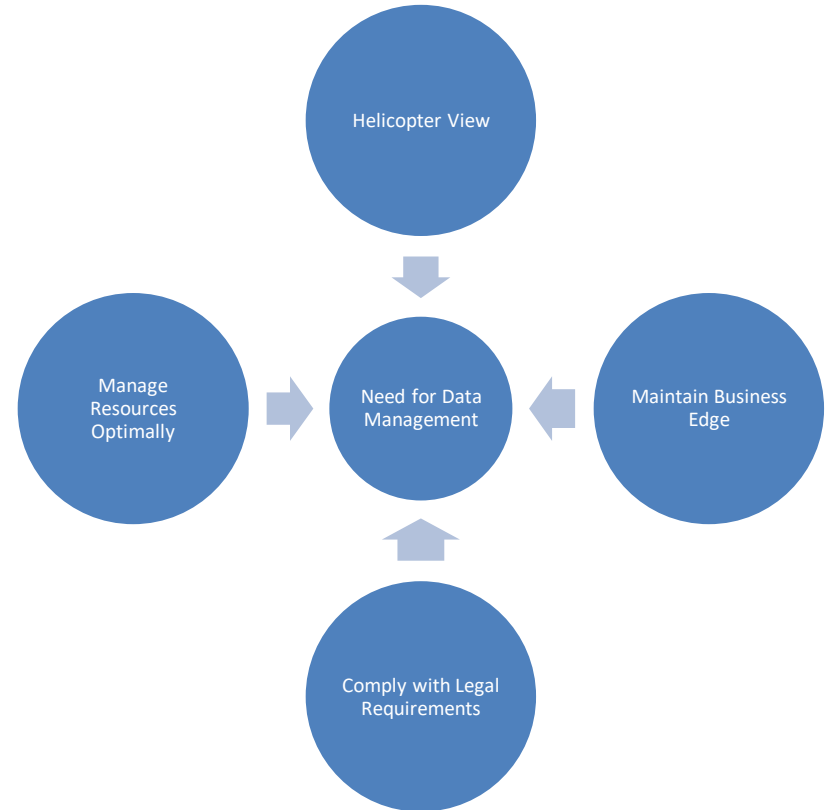 Helicopter View
Manage
Resources
Optimally
Need for Data
Management
Maintain Business
Edge
Comply with Legal
Requirements